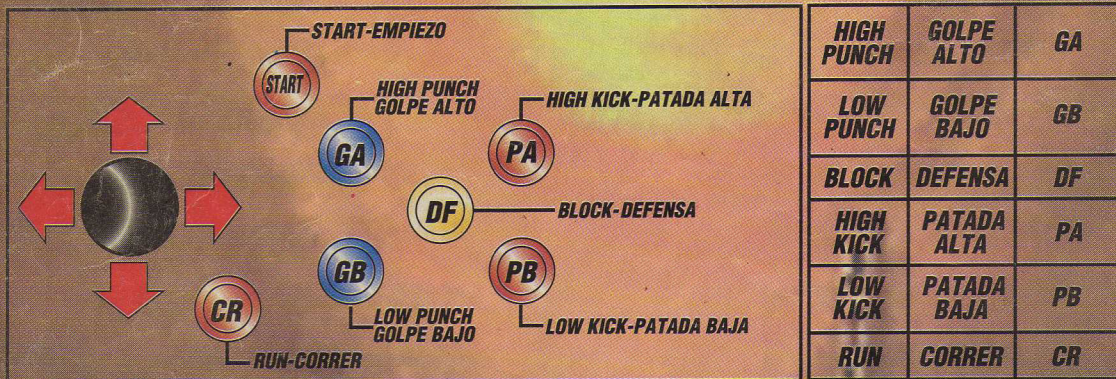 START-EMPIEZO
START
HIGH PUNCH
GOLPE ALTO
HIGH KICK-PATADA ALTA
GA
PA
DF
BLOCK-DEFENSA
GB
PB
CR
LOW PUNCH
GOLPE BAJO
LOW KICK-PATADA BAJA
RUN-CORRER
HIGH
PUNCH
GOLPE
ALTO
GA
LOW
PUNCH
GOLPE
BAJO
GB
BLOCK
DEFENSA
DF
HIGH
KICK
PATADA
ALTA
PA
LOW
KICK
PATADA
BAJA
PB
RUN
CORRER
CR